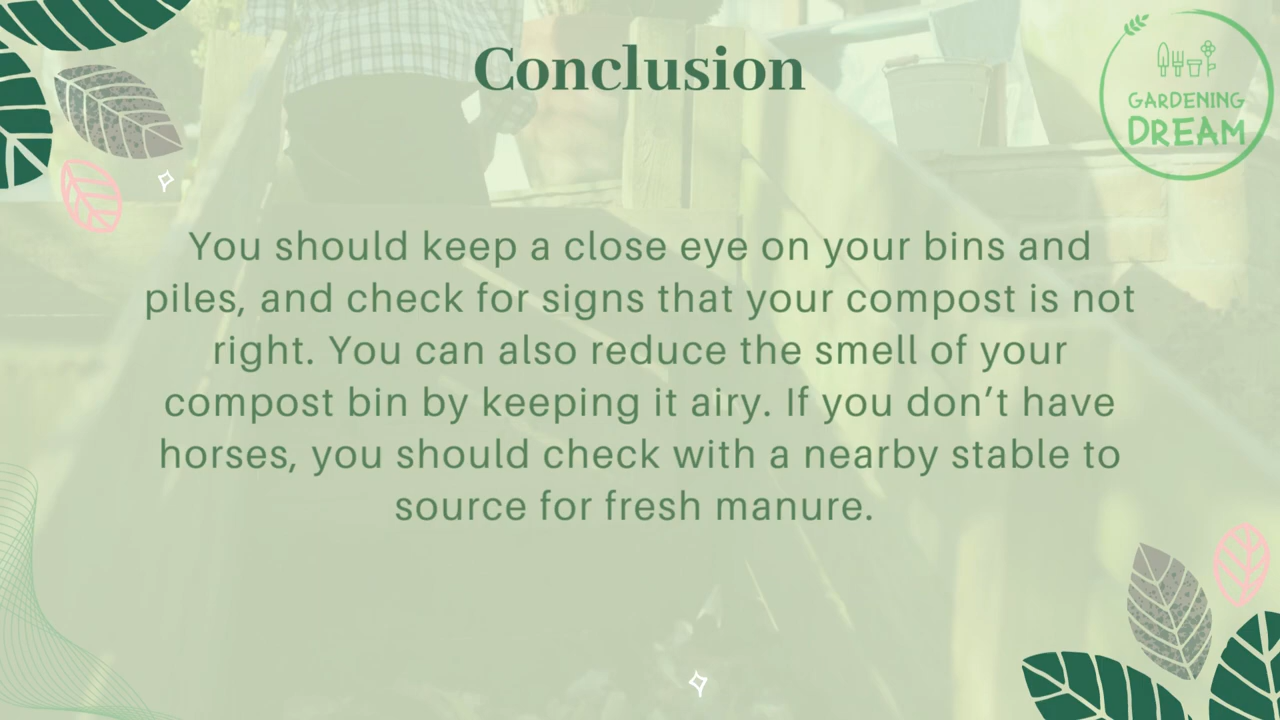 Conclusion
GARDENING
DREAM
You should keep a close eye on your bins and
piles, and check for signs that your compost is not
right. You can also reduce the smell of your
compost bin by keeping it airy. If you don’t have
horses, you should check with a nearby stable to
source for fresh manure.